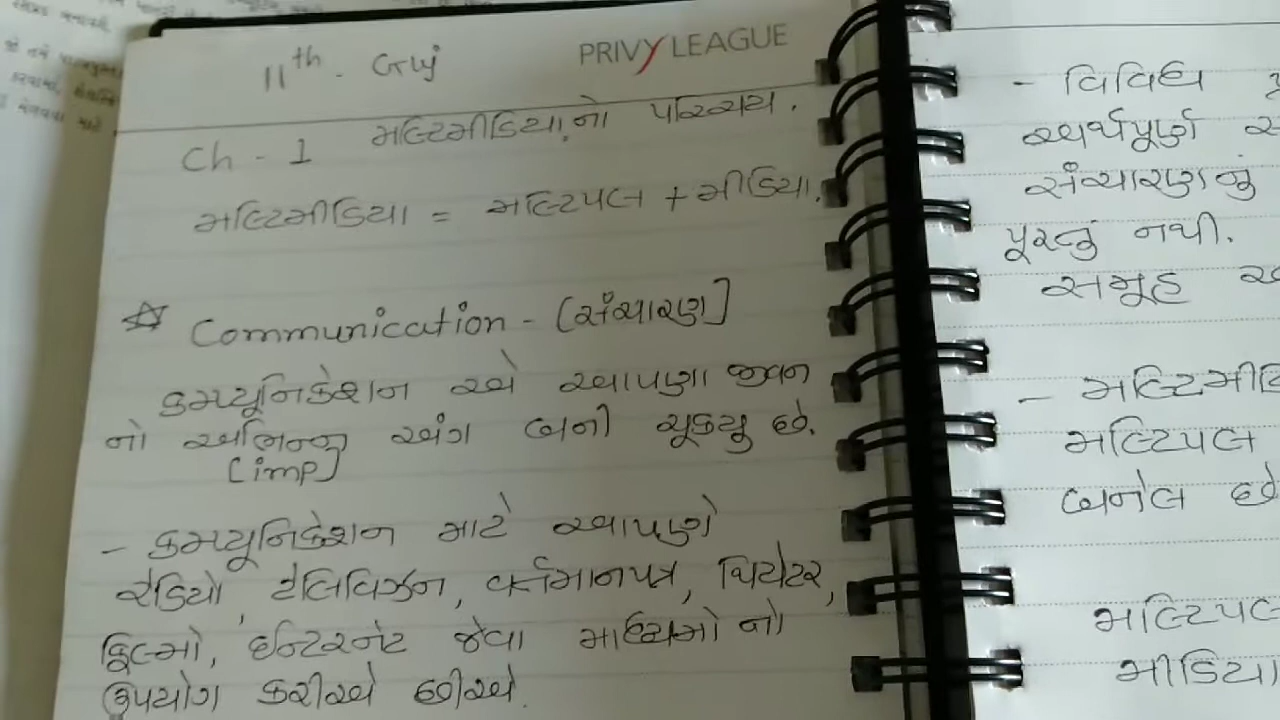 PRIVY LEAGUE
11th - Guj
Ch - 1 મલ્ટિમીડિયાનો પરિચય.
મલ્ટિમીડિયા = મલ્ટિપલ + મીડિયા.
☆ Communication - [સંચારણ]
કમ્યૂનિકેશન એ આપણા જીવન
નો અભિન્ન અંગ બની ચૂકયુ છે.
[imp]
- કમ્યૂનિકેશન માટે આપણે
રેડિયો, ટેલિવિઝન, વર્તમાનપત્ર, થિયેટર,
ફિલ્મો, ઈન્ટરનેટ જેવા માધ્યમો નો
ઉપયોગ કરીએ છીએ.
- વિવિધ
અર્થપૂર્ણ
સંચારણનું
પૂરતું નથી.
સમૂહ
- મલ્ટિમીડિ
મલ્ટિપલ
બનેલ છે
મલ્ટિપલ
મીડિયા